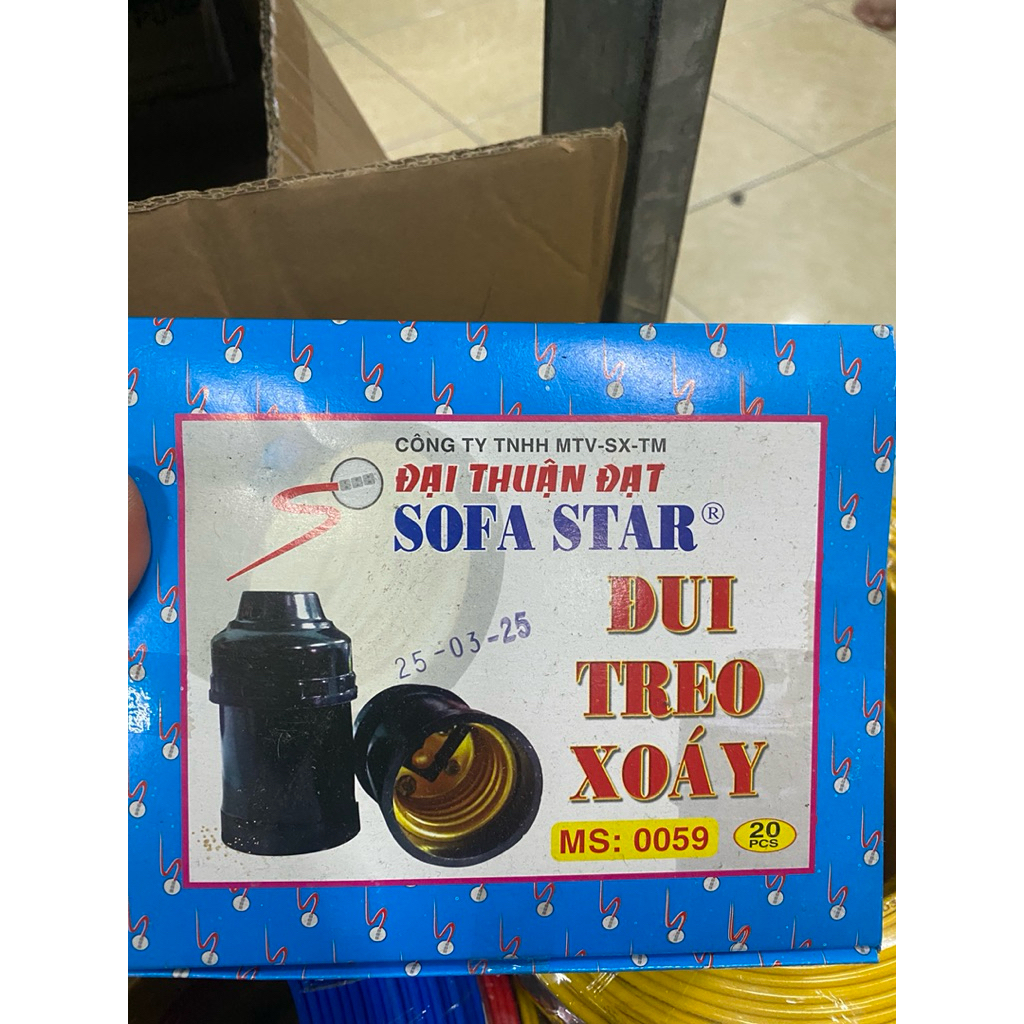 CÔNG TY TNHH MTV-SX-TM
ĐẠI THUẬN ĐẠT
SOFA STAR®
25-03-25
ĐUI
TREO
XOÁY
MS: 0059
20
PCS